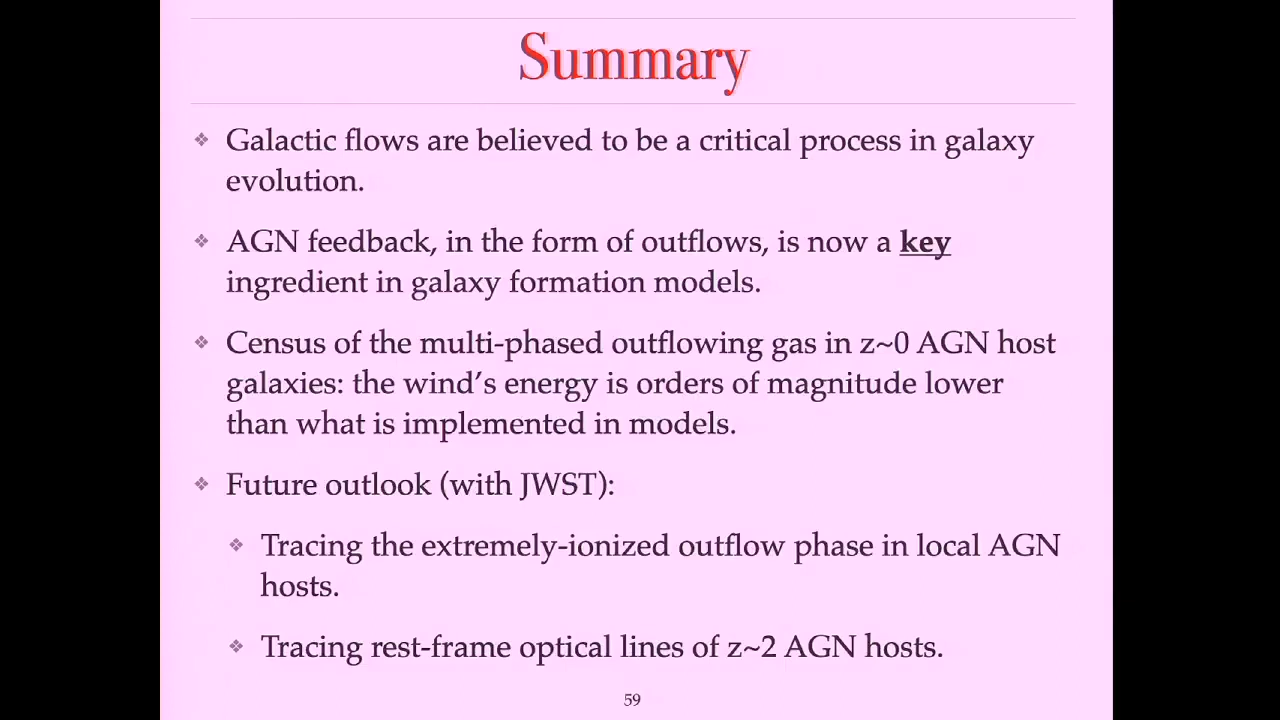 Summary
❖ Galactic flows are believed to be a critical process in galaxy
evolution.
❖ AGN feedback, in the form of outflows, is now a key
ingredient in galaxy formation models.
❖ Census of the multi-phased outflowing gas in z~0 AGN host
galaxies: the wind's energy is orders of magnitude lower
than what is implemented in models.
❖ Future outlook (with JWST):
❖ Tracing the extremely-ionized outflow phase in local AGN
hosts.
❖ Tracing rest-frame optical lines of z~2 AGN hosts.
59